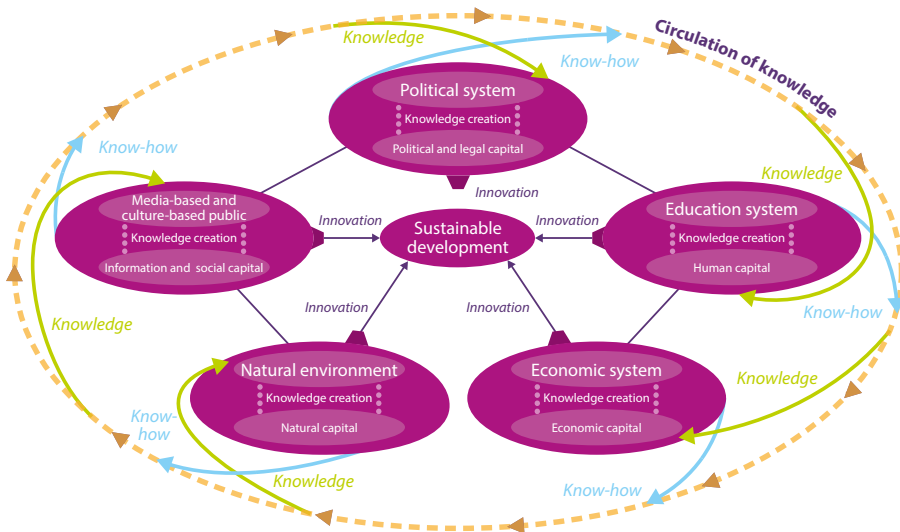 Knowledge
Know-how
Circulation of knowledge
Political system
Knowledge creation
Political and legal capital
Know-how
Innovation
Knowledge
Media-based and
culture-based public
Knowledge creation
Information and social capital
Innovation
Sustainable
development
Innovation
Education system
Knowledge creation
Human capital
Knowledge
Innovation
Innovation
Know-how
Natural environment
Knowledge creation
Natural capital
Economic system
Knowledge creation
Economic capital
Knowledge
Know-
how
Knowledge
Know-how